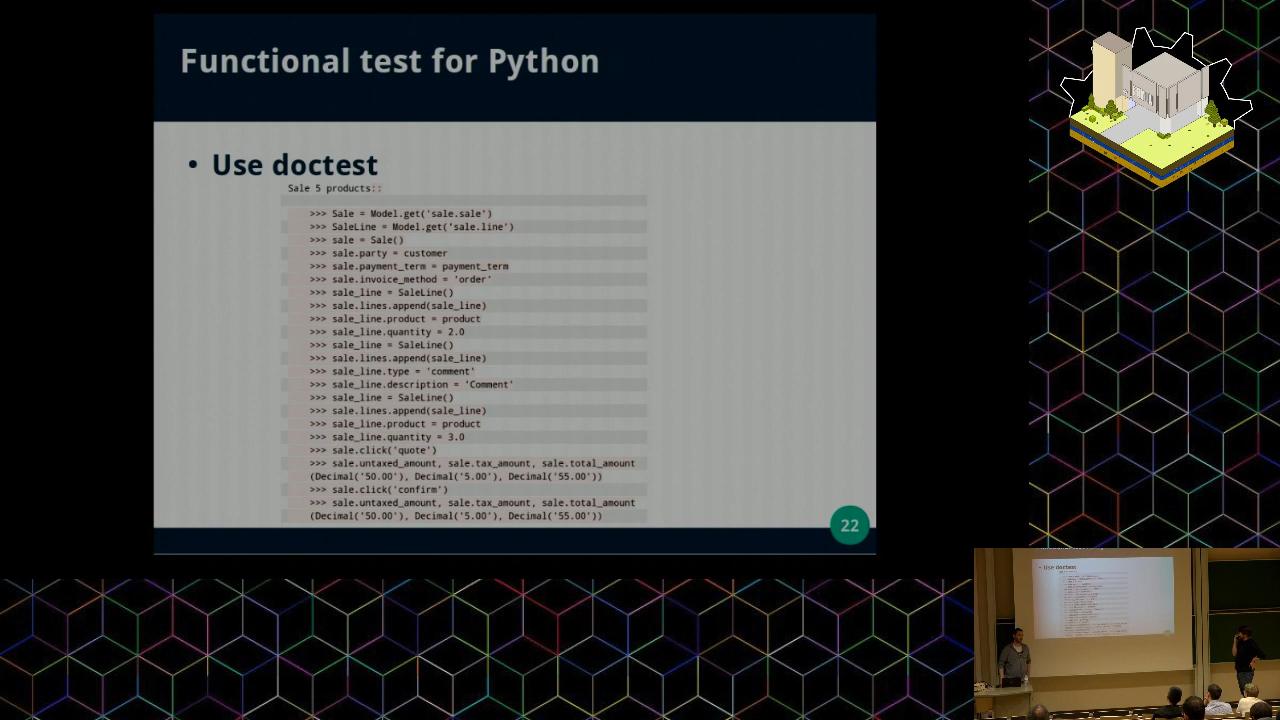 Functional test for Python
• Use doctest
Sale 5 products::
>>> Sale = Model.get('sale.sale')
>>> SaleLine = Model.get('sale.line')
>>> sale = Sale()
>>> sale.party = customer
>>> sale.payment_term = payment_term
>>> sale.invoice_method = 'order'
>>> sale_line = SaleLine()
>>> sale.lines.append(sale_line)
>>> sale_line.product = product
>>> sale_line.quantity = 2.0
>>> sale_line = SaleLine()
>>> sale.lines.append(sale_line)
>>> sale_line.type = 'comment'
>>> sale_line.description = 'Comment'
>>> sale_line = SaleLine()
>>> sale.lines.append(sale_line)
>>> sale_line.product = product
>>> sale_line.quantity = 3.0
>>> sale.click('quote')
>>> sale.untaxed_amount, sale.tax_amount, sale.total_amount
(Decimal('50.00'), Decimal('5.00'), Decimal('55.00'))
>>> sale.click('confirm')
>>> sale.untaxed_amount, sale.tax_amount, sale.total_amount
(Decimal('50.00'), Decimal('5.00'), Decimal('55.00'))
22
• Use doctest